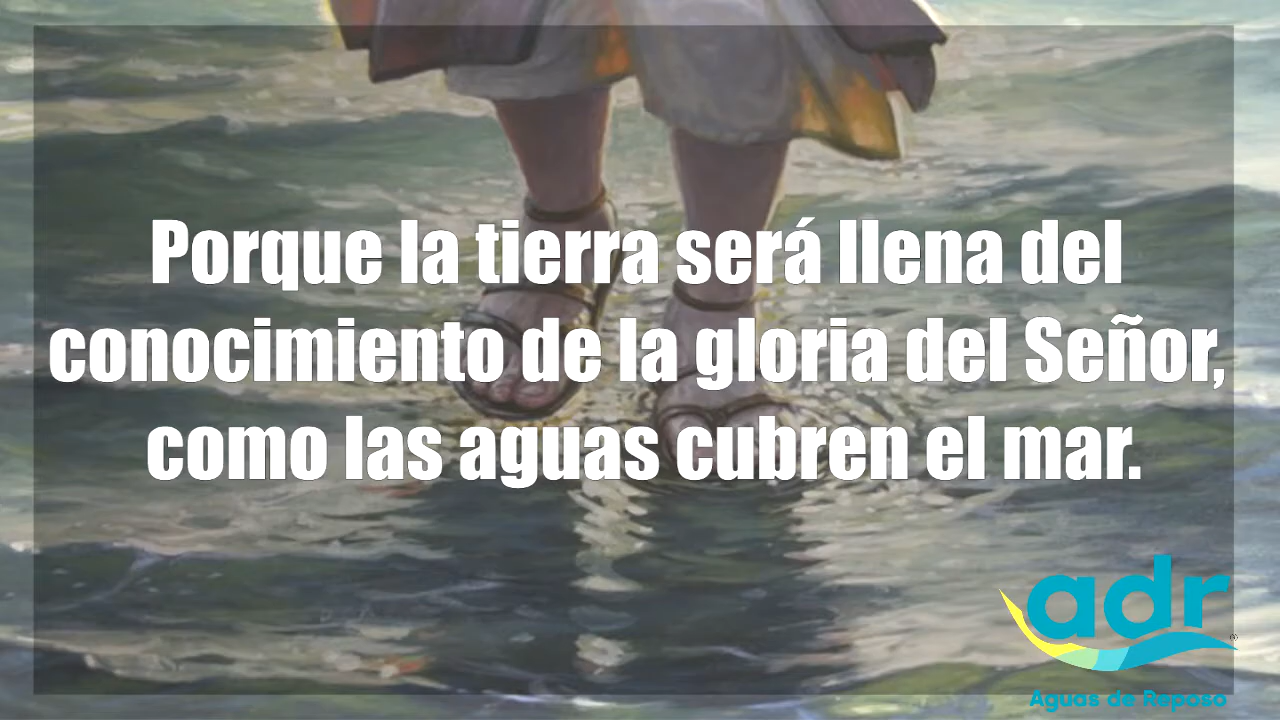 Porque la tierra será llena del
conocimiento de la gloria del Señor,
como las aguas cubren el mar.
adr
®
Aguas de Reposo